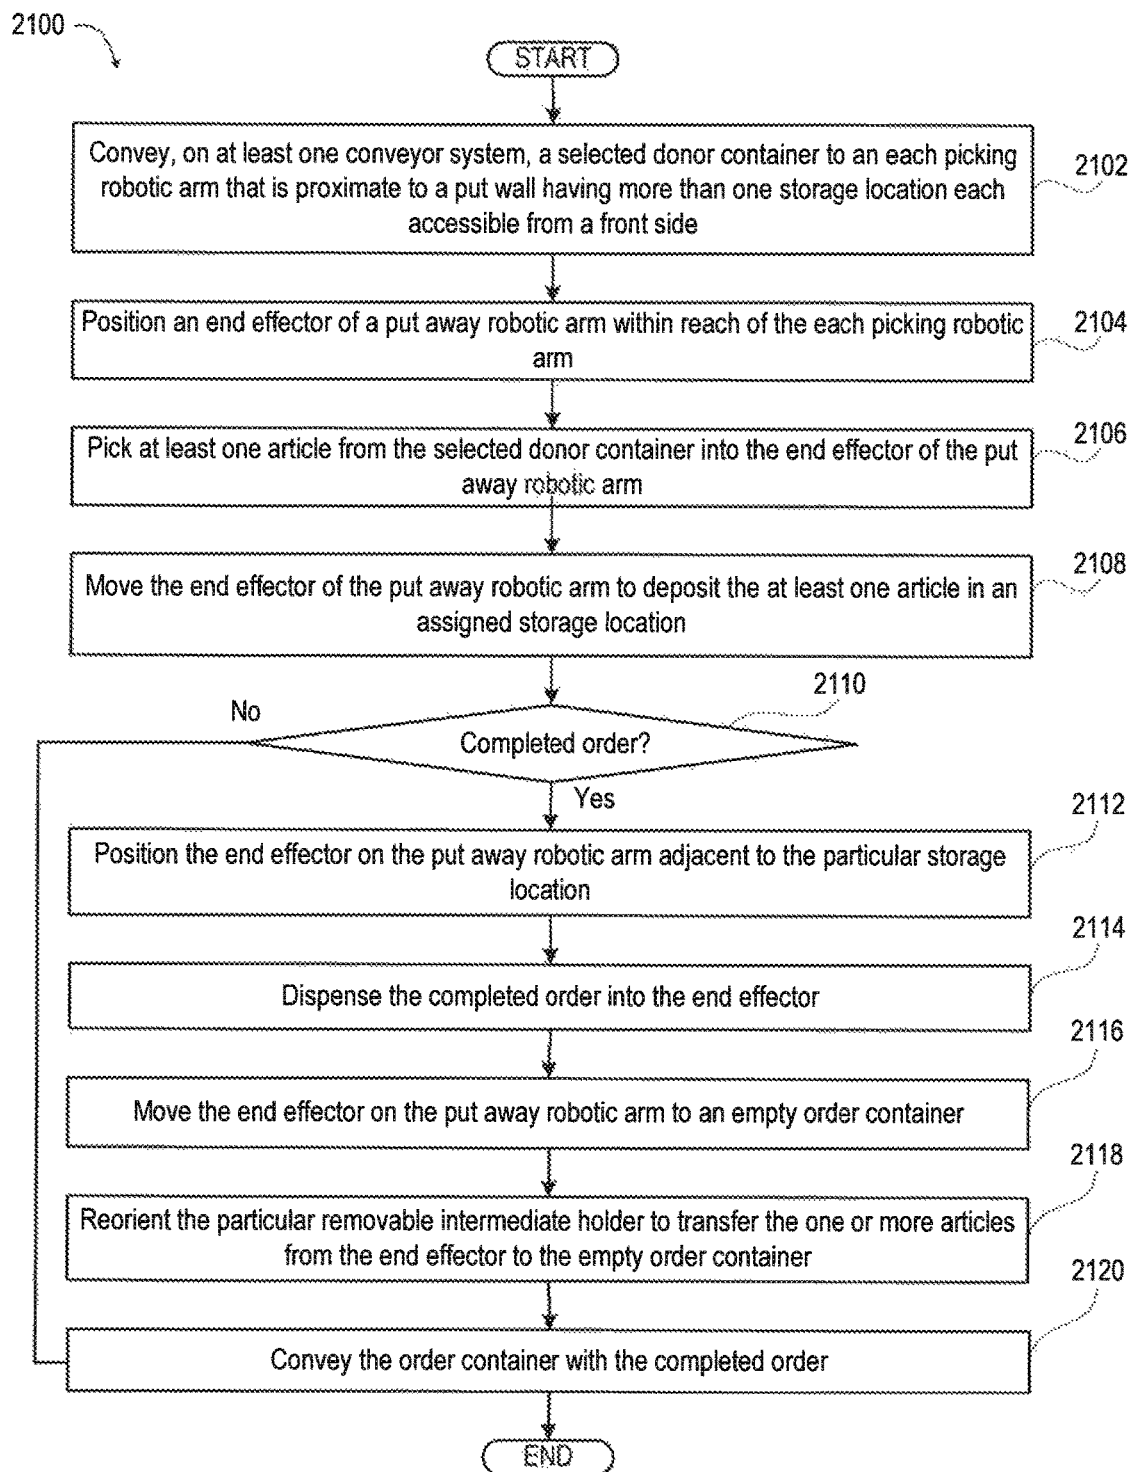 2100
START
Convey, on at least one conveyor system, a selected donor container to an each picking
robotic arm that is proximate to a put wall having more than one storage location each
accessible from a front side
2102
Position an end effector of a put away robotic arm within reach of the each picking robotic
arm
2104
Pick at least one article from the selected donor container into the end effector of the put
away robotic arm
2106
Move the end effector of the put away robotic arm to deposit the at least one article in an
assigned storage location
2108
No
2110
Completed order?
Yes
2112
Position the end effector on the put away robotic arm adjacent to the particular storage
location
2114
Dispense the completed order into the end effector
2116
Move the end effector on the put away robotic arm to an empty order container
2118
Reorient the particular removable intermediate holder to transfer the one or more articles
from the end effector to the empty order container
2120
Convey the order container with the completed order
END